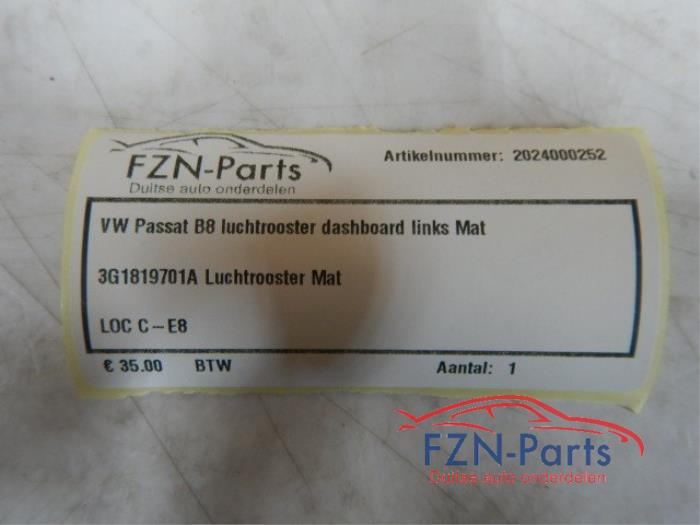 FZN-Parts
Duitse auto onderdelen
Artikelnummer: 2024000252
VW Passat B8 luchtrooster dashboard links Mat
3G1819701A Luchtrooster Mat
LOC C-E8
€ 35.00 BTW Aantal: 1
FZN-Parts
Duitse auto onderdelen